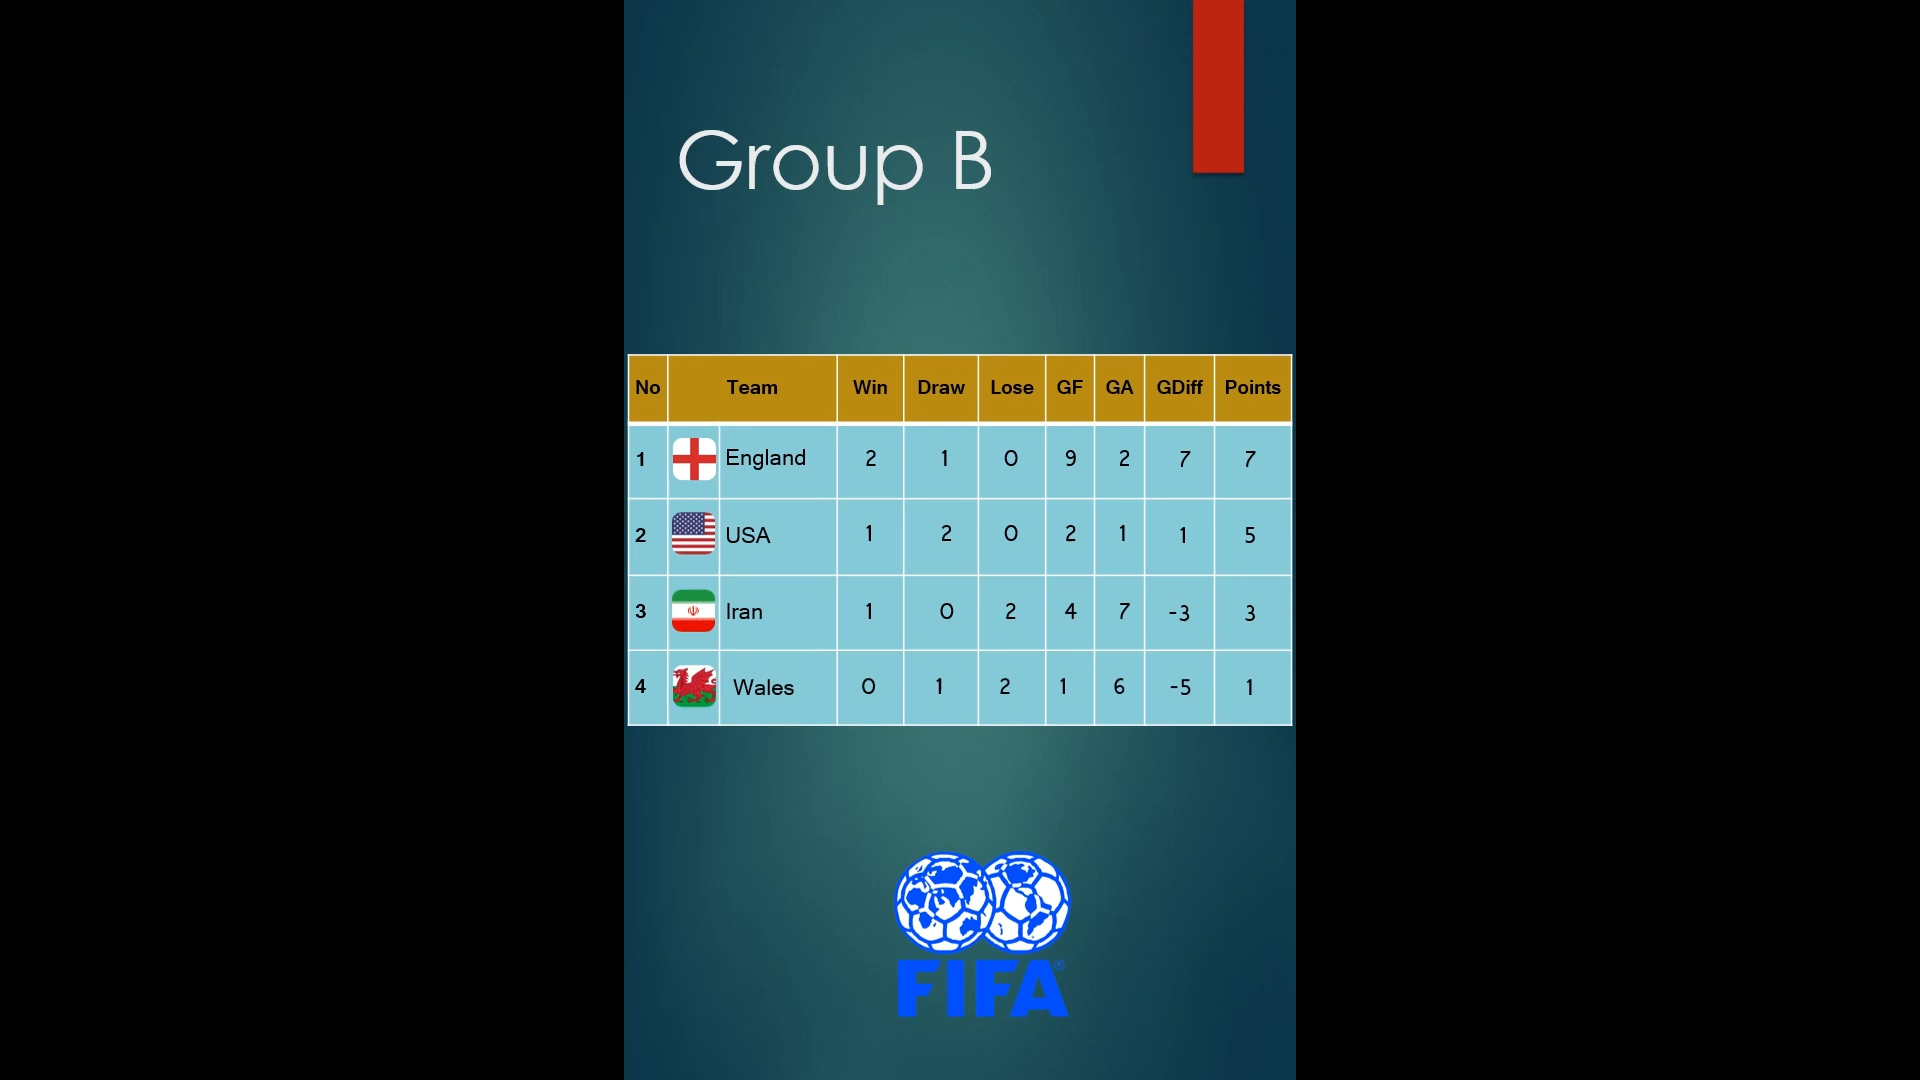 Group B
No Team Win Draw Lose GF GA GDiff Points
1 England 2 1 0 9 2 7 7
2 USA 1 2 0 2 1 1 5
3 Iran 1 0 2 4 7 -3 3
4 Wales 0 1 2 1 6 -5 1
FIFA®